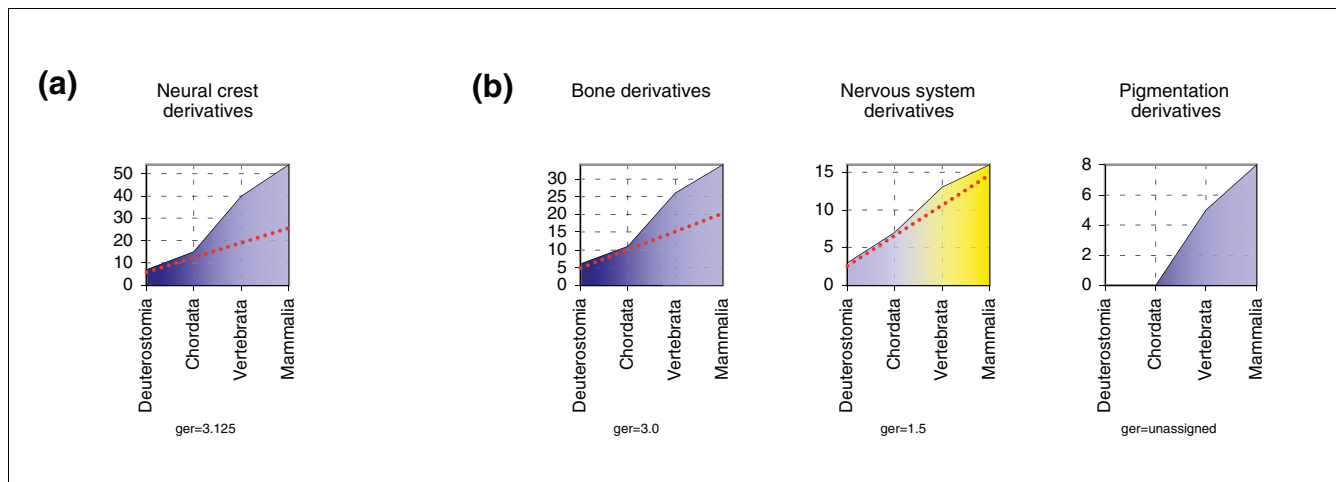 (a)
Neural crest
derivatives
50
40
30
20
10
0
Deuterostomia
Chordata
Vertebrata
Mammalia
ger=3.125
(b)
Bone derivatives
30
25
20
15
10
5
0
Deuterostomia
Chordata
Vertebrata
Mammalia
ger=3.0
Nervous system
derivatives
15
10
5
0
Deuterostomia
Chordata
Vertebrata
Mammalia
ger=1.5
Pigmentation
derivatives
8
6
4
2
0
Deuterostomia
Chordata
Vertebrata
Mammalia
ger=unassigned